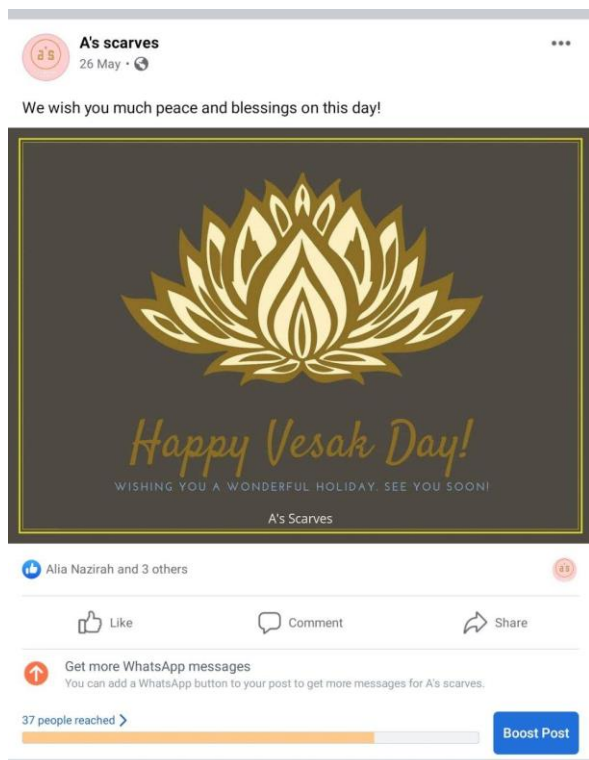 a's
A's scarves
26 May ·
We wish you much peace and blessings on this day!
Happy Vesak Day!
WISHING YOU A WONDERFUL HOLIDAY. SEE YOU SOON!
A's Scarves
Alia Nazirah and 3 others
a's
Like
Comment
Share
Get more WhatsApp messages
You can add a WhatsApp button to your post to get more messages for A's scarves.
37 people reached
Boost Post